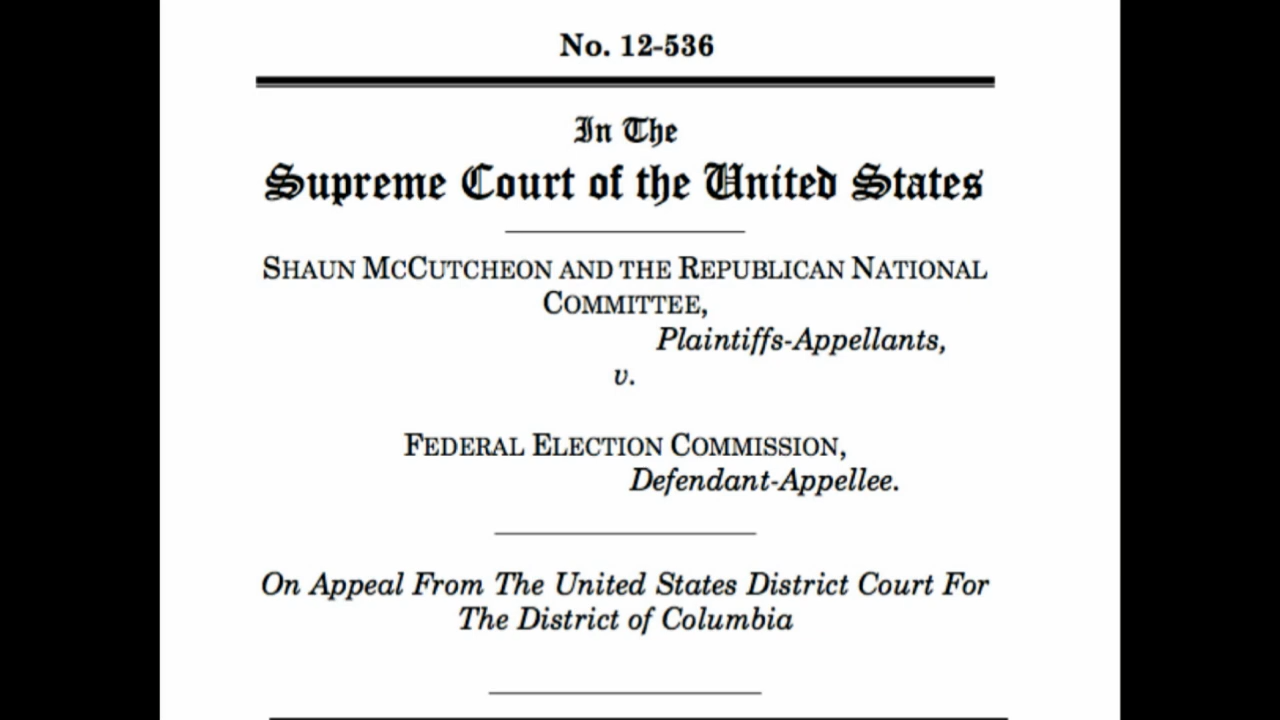 No. 12-536
In The
Supreme Court of the United States
SHAUN MCCUTCHEON AND THE REPUBLICAN NATIONAL
COMMITTEE,
Plaintiffs-Appellants,
v.
FEDERAL ELECTION COMMISSION,
Defendant-Appellee.
On Appeal From The United States District Court For
The District of Columbia